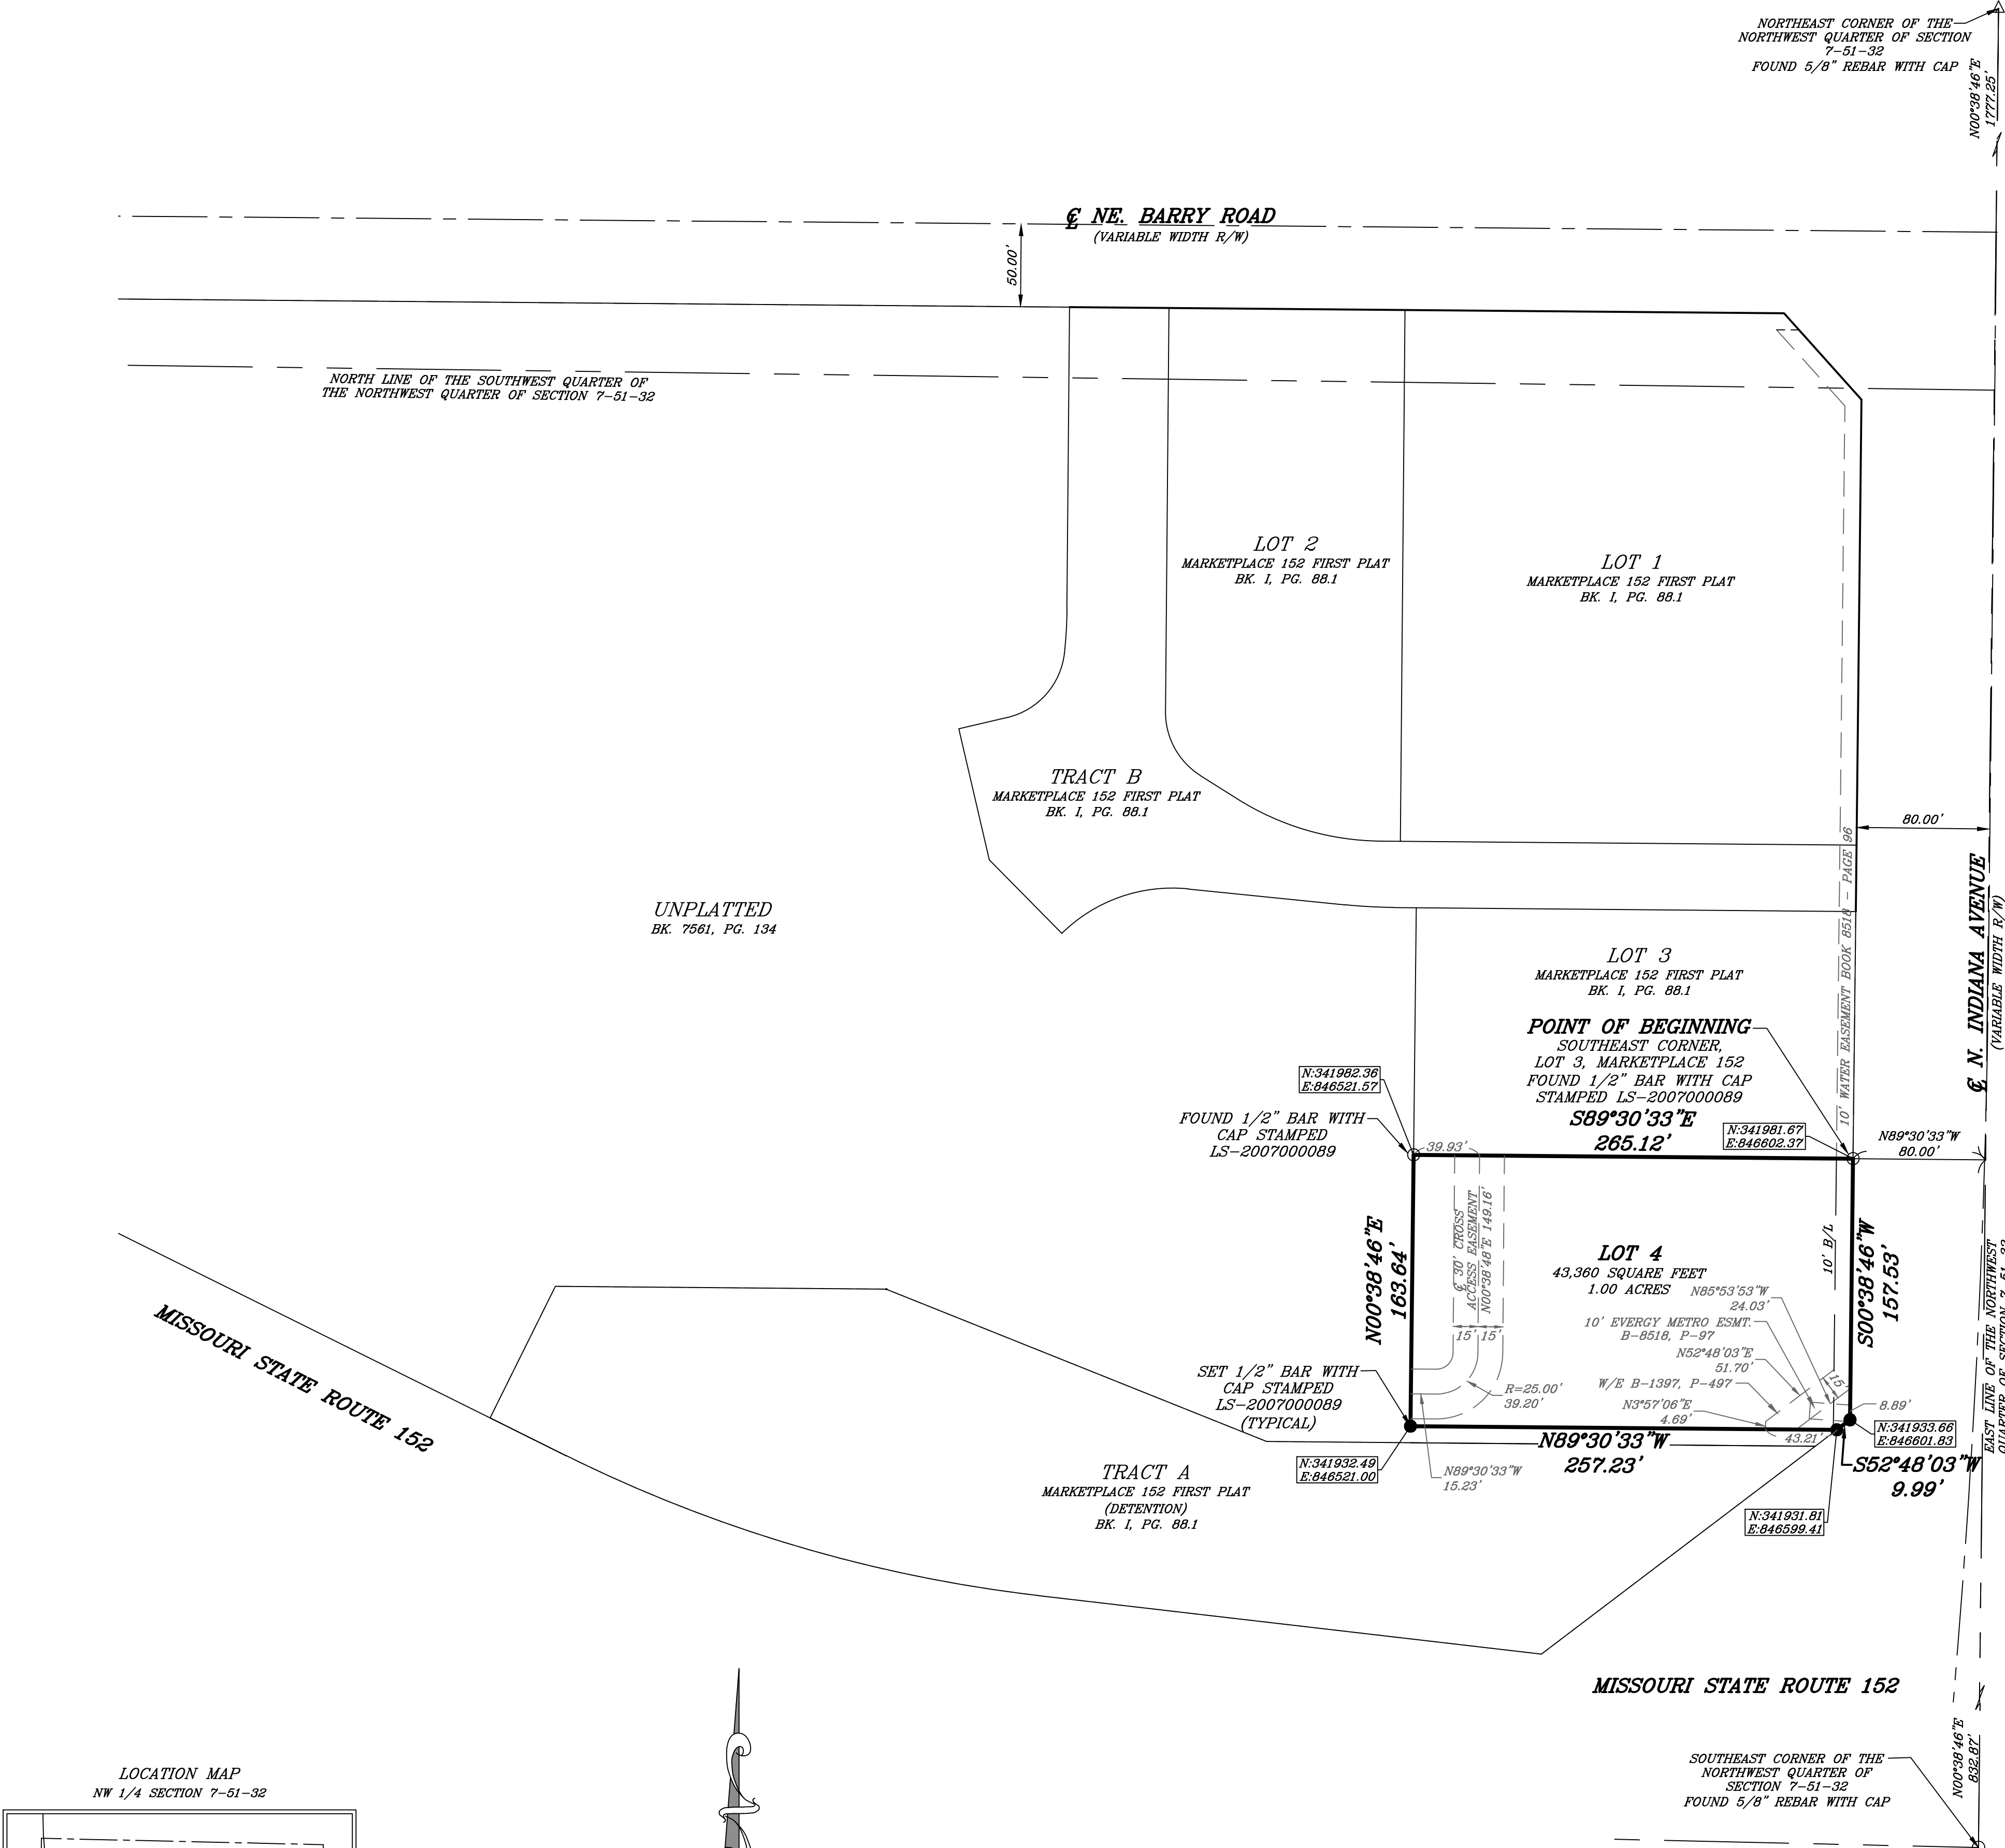 NORTHEAST CORNER OF THE
NORTHWEST QUARTER OF SECTION
7-51-32
FOUND 5/8" REBAR WITH CAP
N00°38'46"E
1777.25'
℄ NE. BARRY ROAD
(VARIABLE WIDTH R/W)
50.00'
NORTH LINE OF THE SOUTHWEST QUARTER OF
THE NORTHWEST QUARTER OF SECTION 7-51-32
LOT 2
MARKETPLACE 152 FIRST PLAT
BK. I, PG. 88.1
LOT 1
MARKETPLACE 152 FIRST PLAT
BK. I, PG. 88.1
TRACT B
MARKETPLACE 152 FIRST PLAT
BK. I, PG. 88.1
80.00'
℄ N. INDIANA AVENUE
(VARIABLE WIDTH R/W)
10' WATER EASEMENT BOOK 8518 - PAGE 96
UNPLATTED
BK. 7561, PG. 134
LOT 3
MARKETPLACE 152 FIRST PLAT
BK. I, PG. 88.1
POINT OF BEGINNING
SOUTHEAST CORNER,
LOT 3, MARKETPLACE 152
FOUND 1/2" BAR WITH CAP
STAMPED LS-2007000089
S89°30'33"E
265.12'
N:341982.36
E:846521.57
FOUND 1/2" BAR WITH
CAP STAMPED
LS-2007000089
39.93'
N:341981.67
E:846602.37
N89°30'33"W
80.00'
N00°38'46"E
163.64'
℄ 30' CROSS
ACCESS EASEMENT
N00°38'48"E 149.16'
15' 15'
LOT 4
43,360 SQUARE FEET
1.00 ACRES
10' B/L
S00°38'46"W
157.53'
EAST LINE OF THE NORTHWEST
QUARTER OF SECTION 7-51-32
N85°53'53"W
24.03'
10' EVERGY METRO ESMT.
B-8518, P-97
N52°48'03"E
51.70'
W/E B-1397, P-497
N3°57'06"E
4.69'
15'
8.89'
43.21'
R=25.00'
39.20'
SET 1/2" BAR WITH
CAP STAMPED
LS-2007000089
(TYPICAL)
N:341933.66
E:846601.83
N89°30'33"W
257.23'
S52°48'03"W
9.99'
N:341932.49
E:846521.00
N89°30'33"W
15.23'
N:341931.81
E:846599.41
TRACT A
MARKETPLACE 152 FIRST PLAT
(DETENTION)
BK. I, PG. 88.1
MISSOURI STATE ROUTE 152
MISSOURI STATE ROUTE 152
N00°38'46"E
832.87'
SOUTHEAST CORNER OF THE
NORTHWEST QUARTER OF
SECTION 7-51-32
FOUND 5/8" REBAR WITH CAP
LOCATION MAP
NW 1/4 SECTION 7-51-32